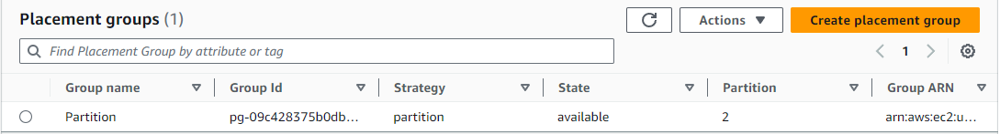 Placement groups (1)
Actions
Create placement group
Find Placement Group by attribute or tag
1
Group name Group Id Strategy State Partition Group ARN
Partition pg-09c428375b0db... partition available 2 arn:aws:ec2:u...